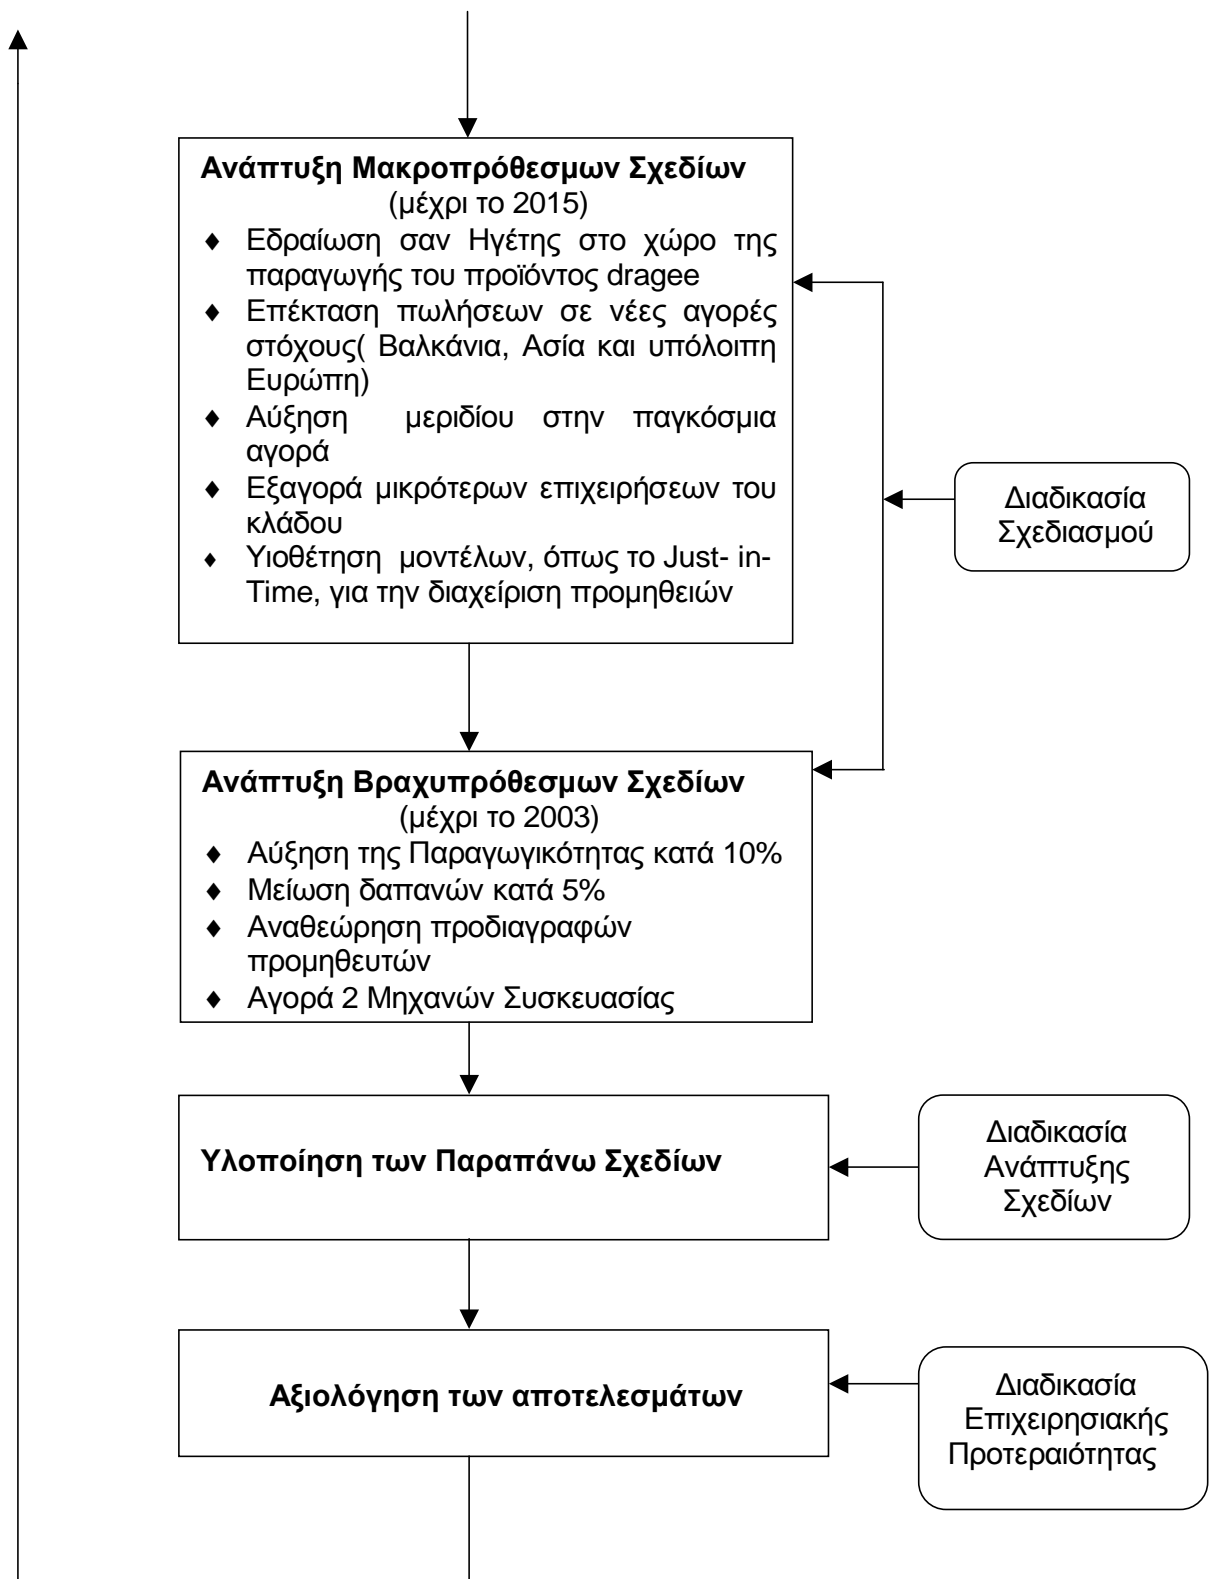 Ανάπτυξη Μακροπρόθεσμων Σχεδίων
(μέχρι το 2015)
♦ Εδραίωση σαν Ηγέτης στο χώρο της
παραγωγής του προϊόντος dragee
♦ Επέκταση πωλήσεων σε νέες αγορές
στόχους( Βαλκάνια, Ασία και υπόλοιπη
Ευρώπη)
♦ Αύξηση μεριδίου στην παγκόσμια
αγορά
♦ Εξαγορά μικρότερων επιχειρήσεων του
κλάδου
♦ Υιοθέτηση μοντέλων, όπως το Just- in-
Time, για την διαχείριση προμηθειών
Διαδικασία
Σχεδιασμού
Ανάπτυξη Βραχυπρόθεσμων Σχεδίων
(μέχρι το 2003)
♦ Αύξηση της Παραγωγικότητας κατά 10%
♦ Μείωση δαπανών κατά 5%
♦ Αναθεώρηση προδιαγραφών
προμηθευτών
♦ Αγορά 2 Μηχανών Συσκευασίας
Υλοποίηση των Παραπάνω Σχεδίων
Διαδικασία
Ανάπτυξης
Σχεδίων
Αξιολόγηση των αποτελεσμάτων
Διαδικασία
Επιχειρησιακής
Προτεραιότητας